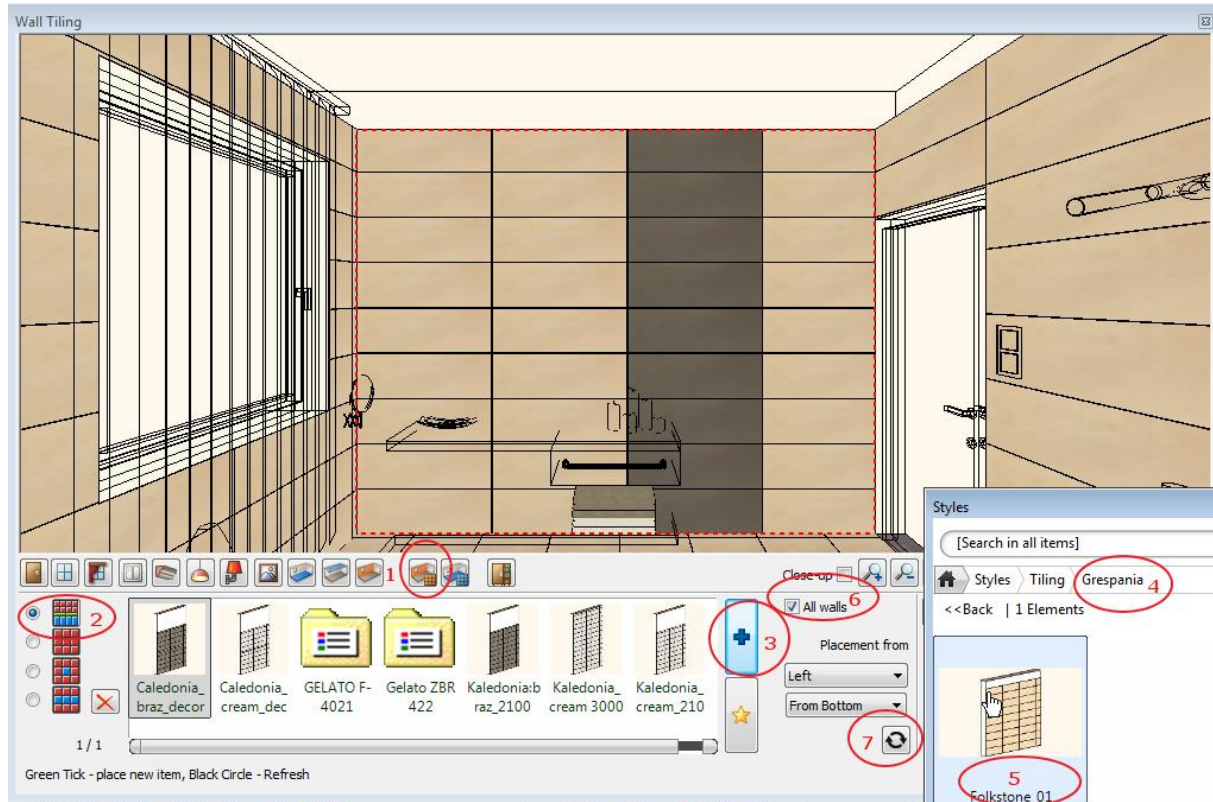 Wall Tiling
Styles
[Search in all items]
1
Close-up
Styles Tiling Grespania
4
2
All walls
6
<<Back | 1 Elements
3
Placement from
Left
From Bottom
Caledonia_
braz_decor
Caledonia_
cream_dec
GELATO F-
4021
Gelato ZBR
422
Kaledonia:b
raz_2100
Kaledonia_
cream 3000
Kaledonia_
cream_210
1 / 1
7
5
Folkstone_01
Green Tick - place new item, Black Circle - Refresh